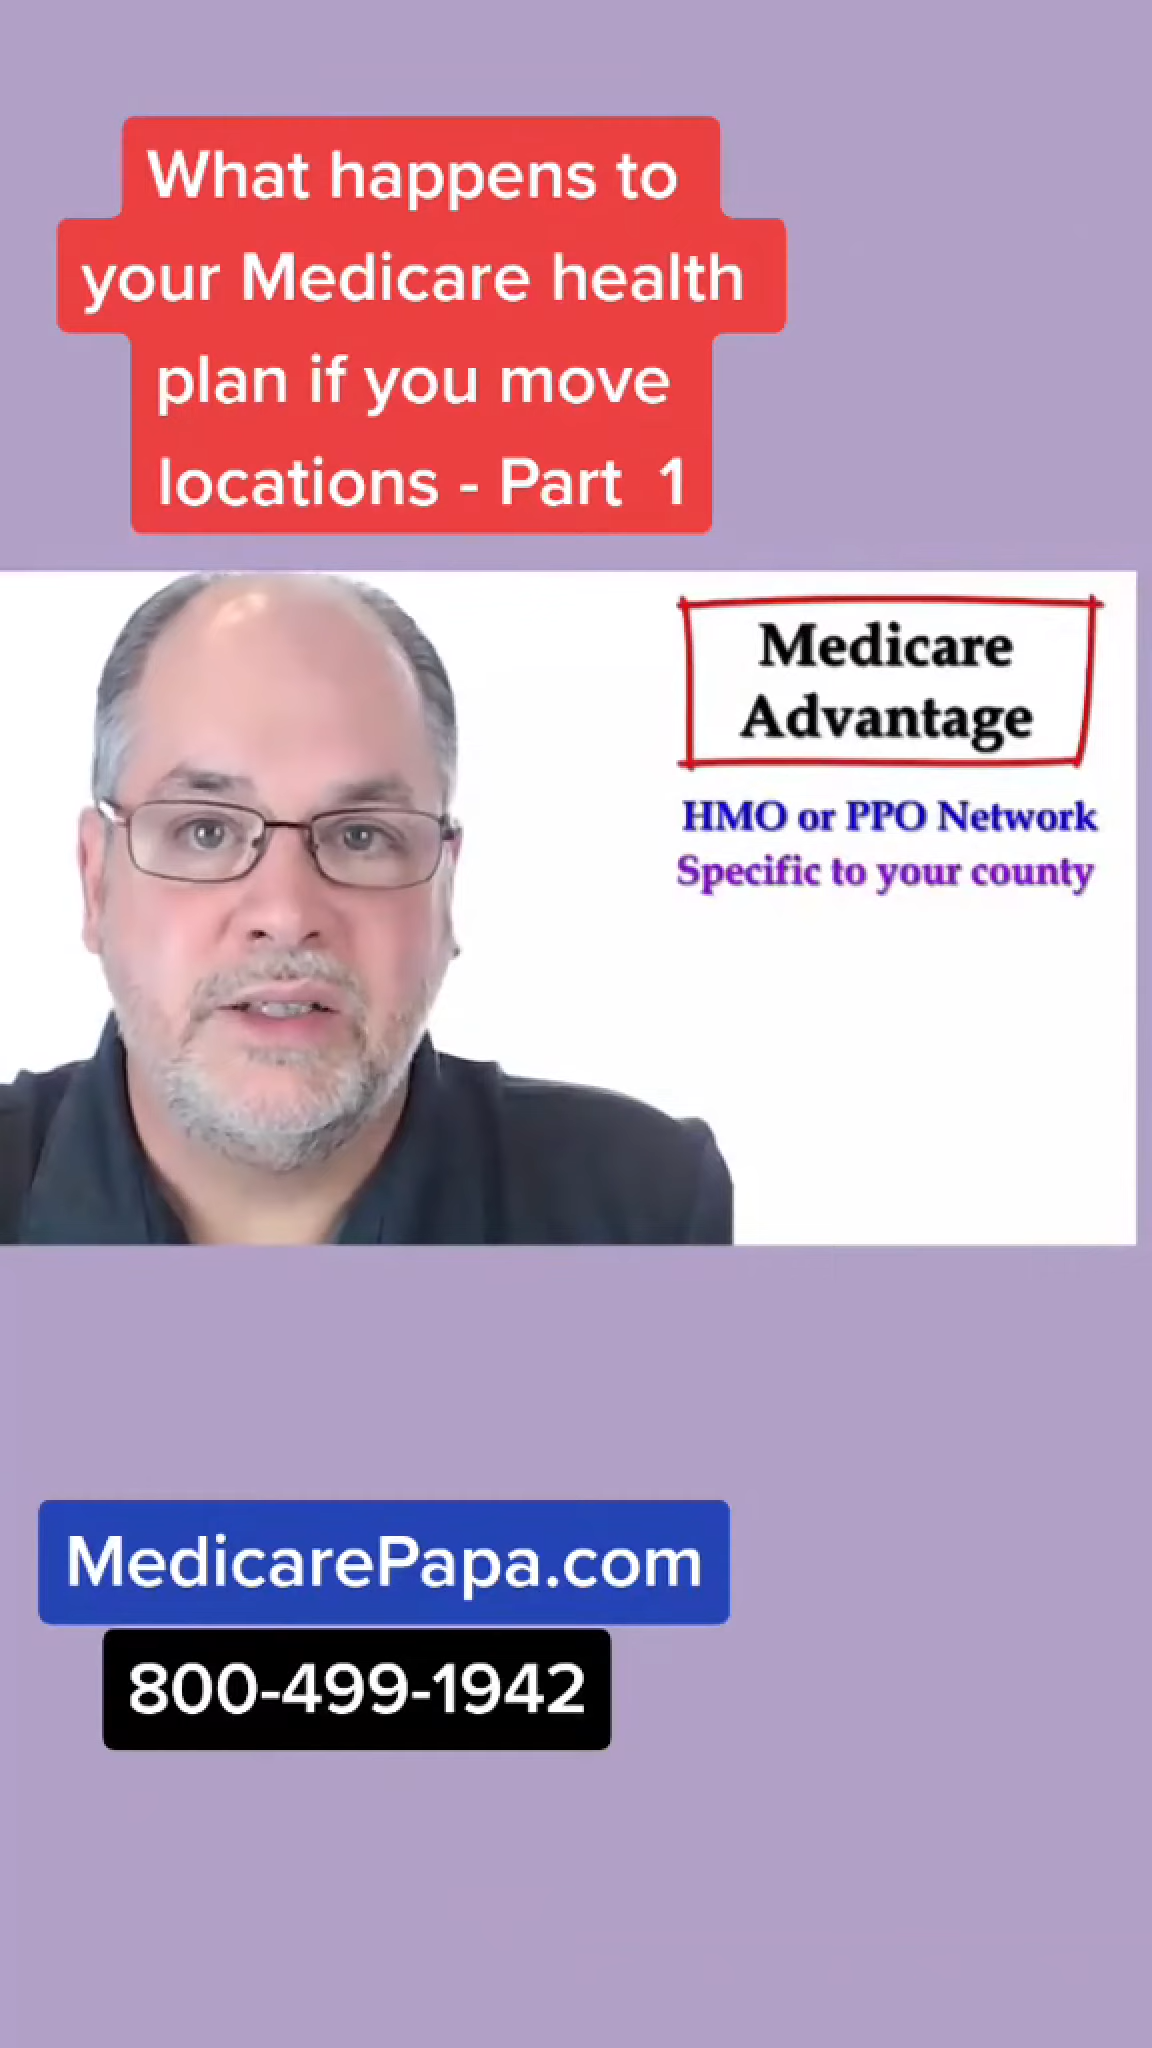 What happens to
your Medicare health
plan if you move
locations - Part 1
Medicare
Advantage
HMO or PPO Network
Specific to your county
MedicarePapa.com
800-499-1942